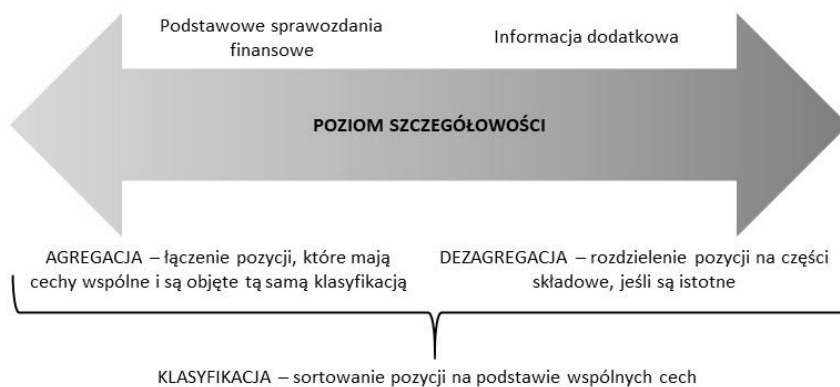 Podstawowe sprawozdania
finansowe
Informacja dodatkowa
POZIOM SZCZEGÓŁOWOŚCI
AGREGACJA – łączenie pozycji, które mają
cechy wspólne i są objęte tą samą klasyfikacją
DEZAGREGACJA – rozdzielenie pozycji na części
składowe, jeśli są istotne
KLASYFIKACJA – sortowanie pozycji na podstawie wspólnych cech